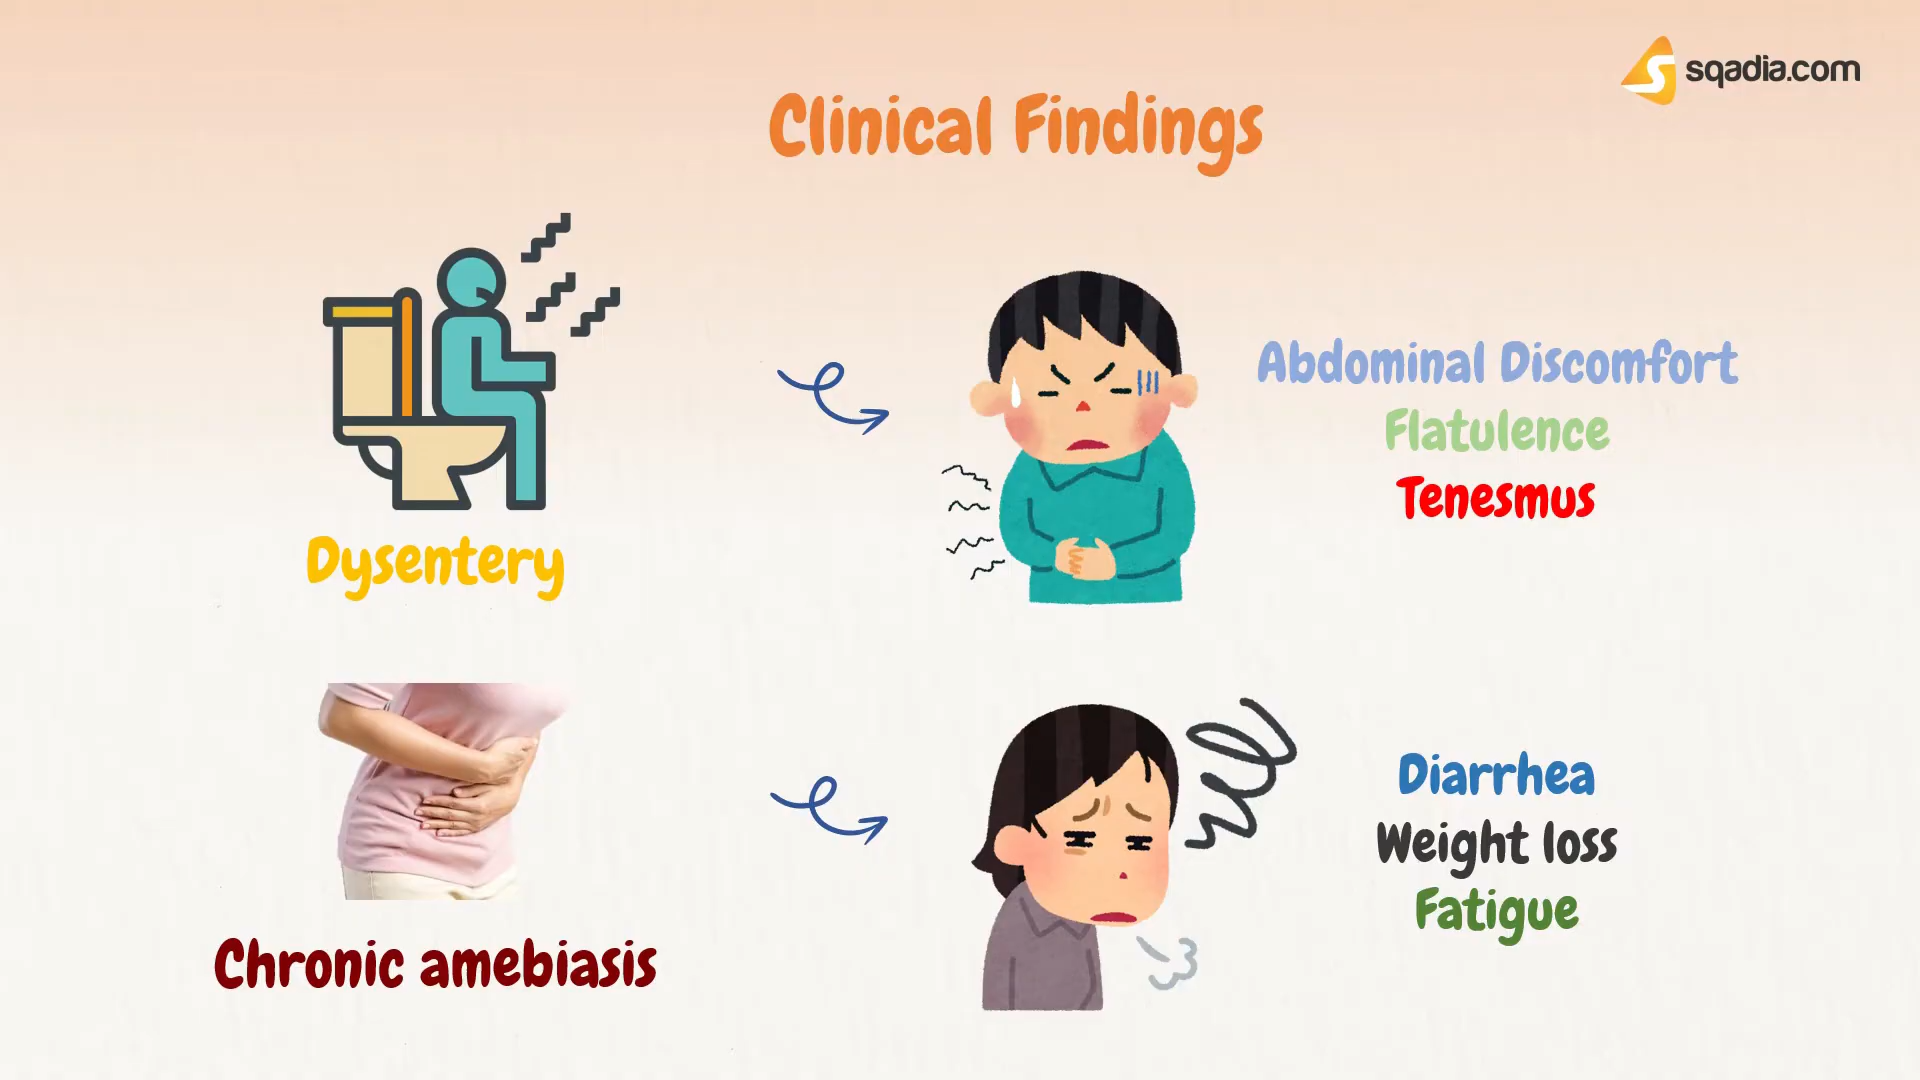 sqadia.com
Clinical Findings
Dysentery
Abdominal Discomfort
Flatulence
Tenesmus
Chronic amebiasis
Diarrhea
Weight loss
Fatigue